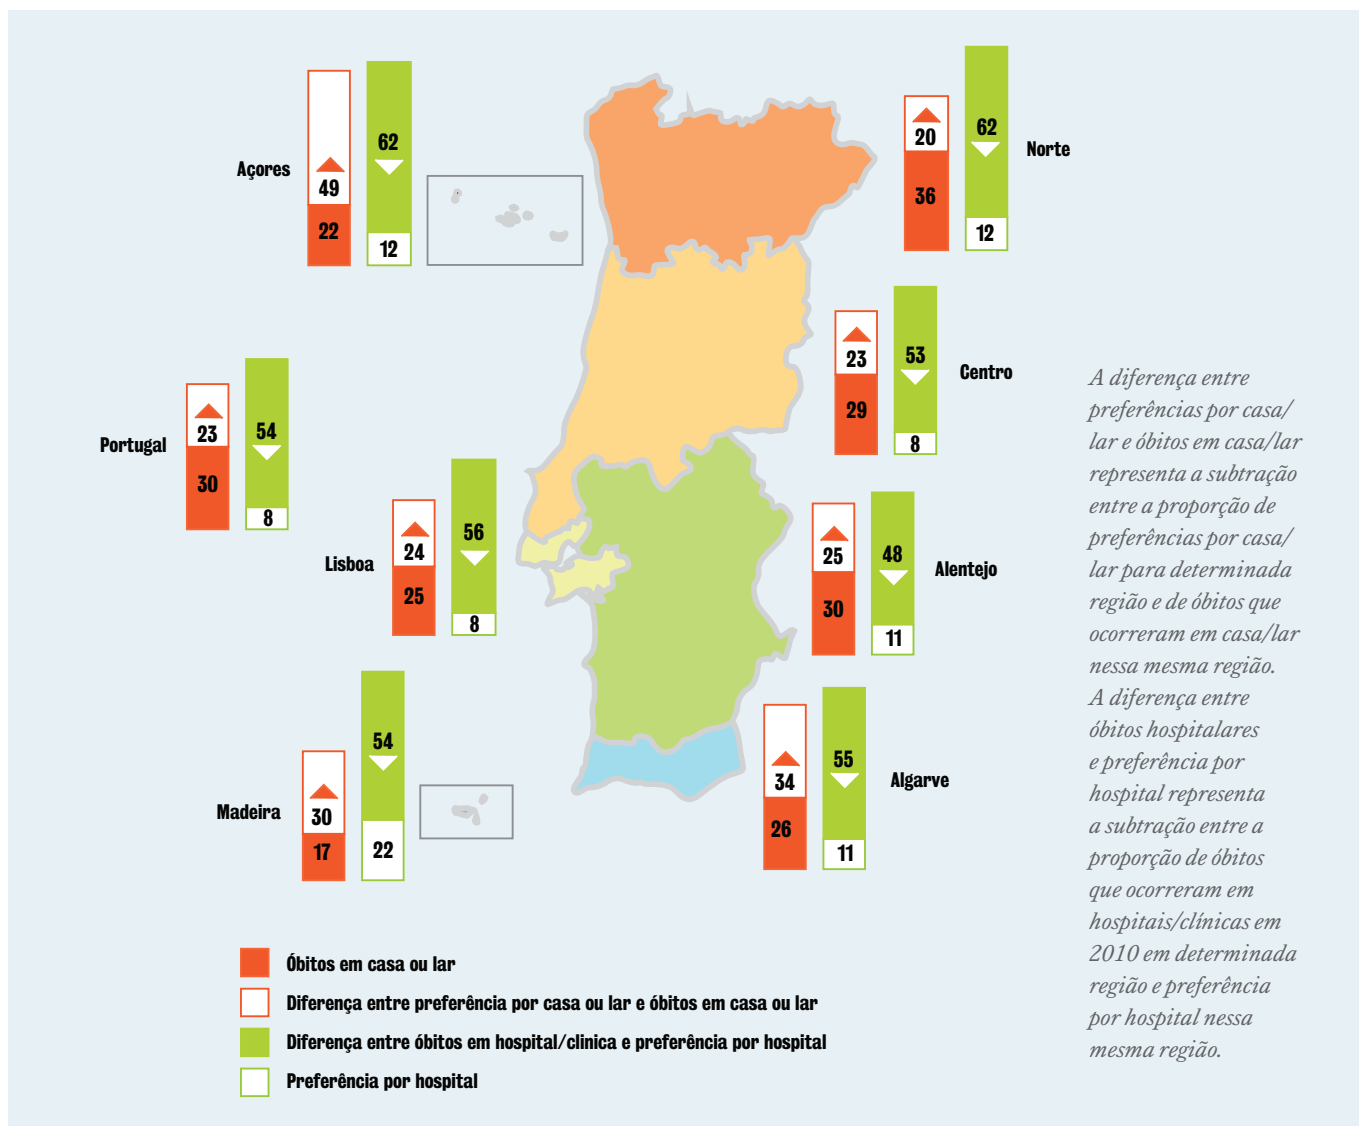 Açores
49
22
62
12
20
36
62
12
Norte
23
29
53
8
Centro
Portugal
23
30
54
8
Lisboa
24
25
56
8
25
30
48
11
Alentejo
Madeira
30
17
54
22
34
26
55
11
Algarve
Óbitos em casa ou lar
Diferença entre preferência por casa ou lar e óbitos em casa ou lar
Diferença entre óbitos em hospital/clinica e preferência por hospital
Preferência por hospital
A diferença entre
preferências por casa/
lar e óbitos em casa/lar
representa a subtração
entre a proporção de
preferências por casa/
lar para determinada
região e de óbitos que
ocorreram em casa/lar
nessa mesma região.
A diferença entre
óbitos hospitalares
e preferência por
hospital representa
a subtração entre a
proporção de óbitos
que ocorreram em
hospitais/clínicas em
2010 em determinada
região e preferência
por hospital nessa
mesma região.